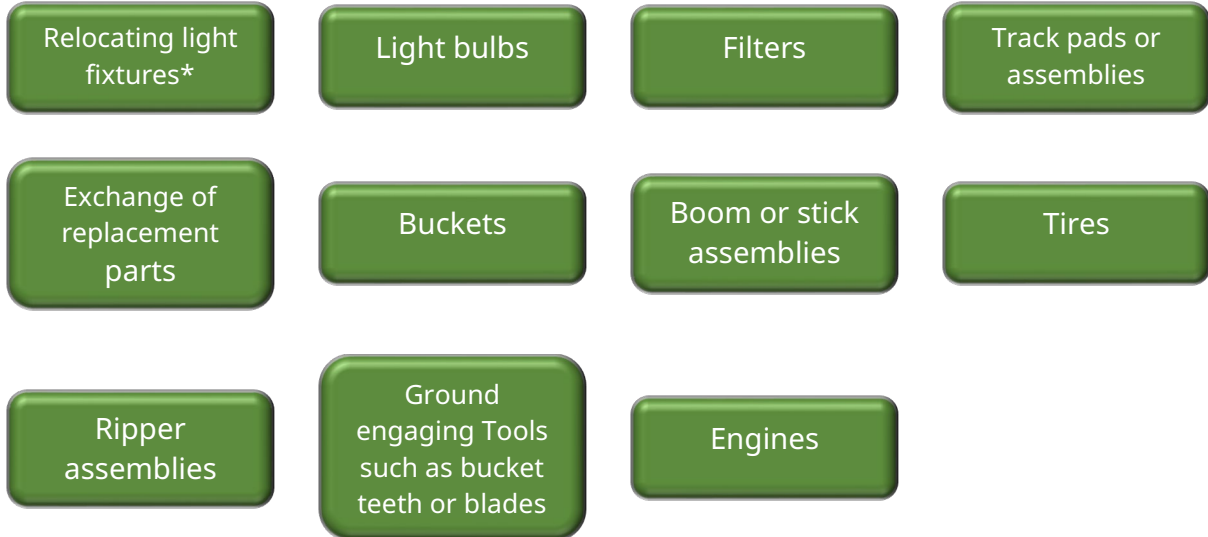 Relocating light
fixtures*
Light bulbs
Filters
Track pads or
assemblies
Exchange of
replacement
parts
Buckets
Boom or stick
assemblies
Tires
Ripper
assemblies
Ground
engaging Tools
such as bucket
teeth or blades
Engines